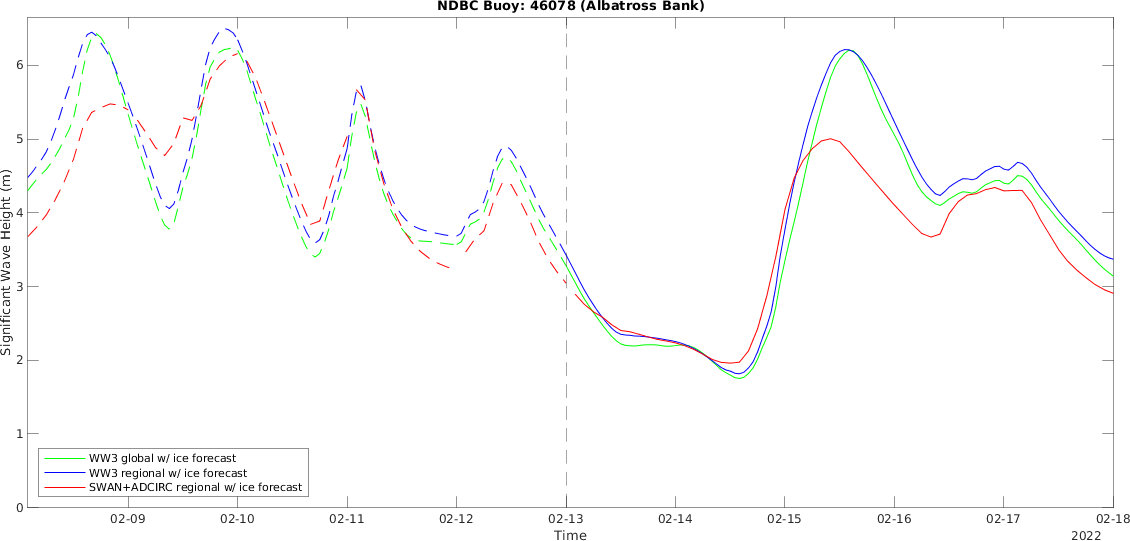 NDBC Buoy: 46078 (Albatross Bank)
Significant Wave Height (m)
6
5
4
3
2
1
0
WW3 global w/ ice forecast
WW3 regional w/ ice forecast
SWAN+ADCIRC regional w/ ice forecast
02-09 02-10 02-11 02-12 02-13 02-14 02-15 02-16 02-17 02-18
Time
2022